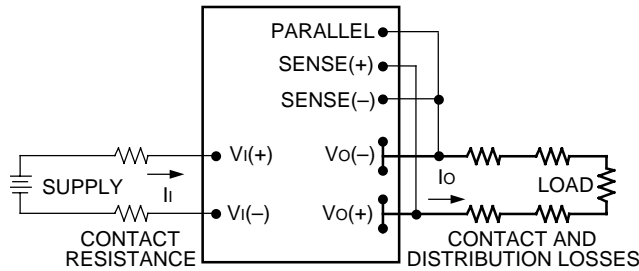 PARALLEL
SENSE(+)
SENSE(–)
VI(+)
VO(–)
IO
SUPPLY
II
LOAD
VI(–)
VO(+)
CONTACT
RESISTANCE
CONTACT AND
DISTRIBUTION LOSSES